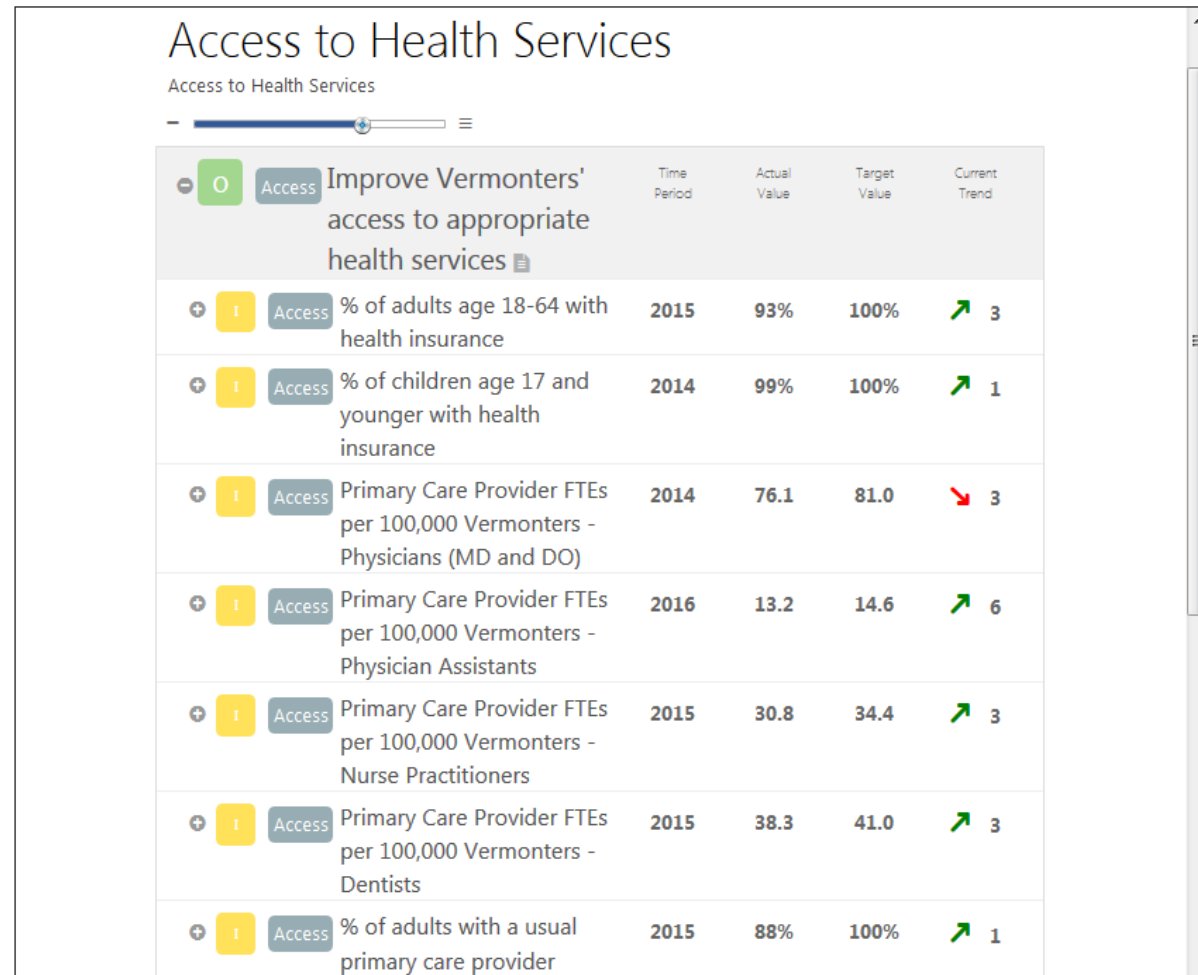 Access to Health Services
Access to Health Services
O Access Improve Vermonters' Time Actual Target Current
access to appropriate Period Value Value Trend
health services
I Access % of adults age 18-64 with 2015 93% 100% 3
health insurance
I Access % of children age 17 and 2014 99% 100% 1
younger with health
insurance
I Access Primary Care Provider FTEs 2014 76.1 81.0 3
per 100,000 Vermonters -
Physicians (MD and DO)
I Access Primary Care Provider FTEs 2016 13.2 14.6 6
per 100,000 Vermonters -
Physician Assistants
I Access Primary Care Provider FTEs 2015 30.8 34.4 3
per 100,000 Vermonters -
Nurse Practitioners
I Access Primary Care Provider FTEs 2015 38.3 41.0 3
per 100,000 Vermonters -
Dentists
I Access % of adults with a usual 2015 88% 100% 1
primary care provider